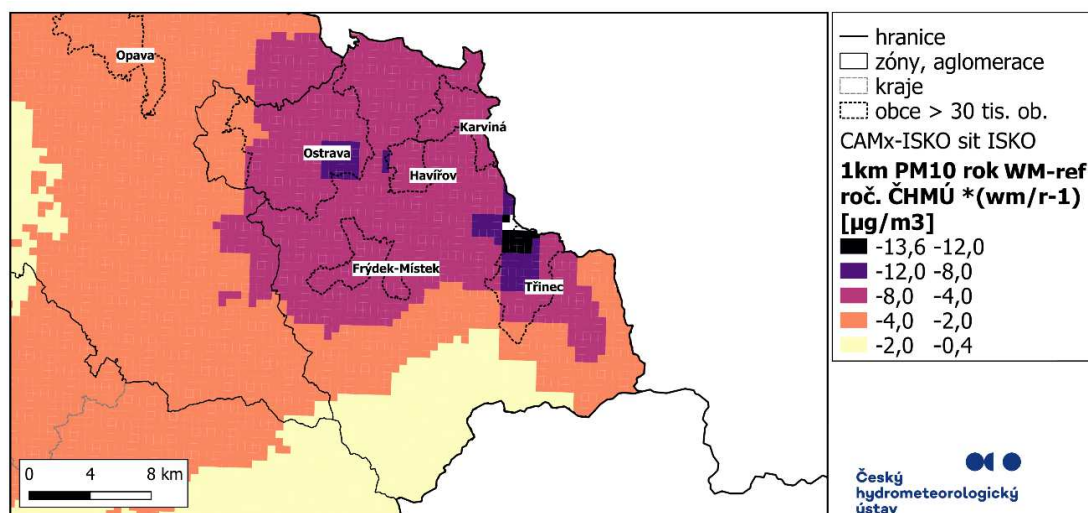 Opava
Ostrava
Karviná
Havířov
Frýdek-Místek
Třinec
0 4 8 km
hranice
zóny, aglomerace
kraje
obce > 30 tis. ob.
CAMx-ISKO sit ISKO
1km PM10 rok WM-ref
roč. ČHMÚ *(wm/r-1)
[µg/m3]
-13,6 -12,0
-12,0 -8,0
-8,0 -4,0
-4,0 -2,0
-2,0 -0,4
Český
hydrometeorologický
ústav